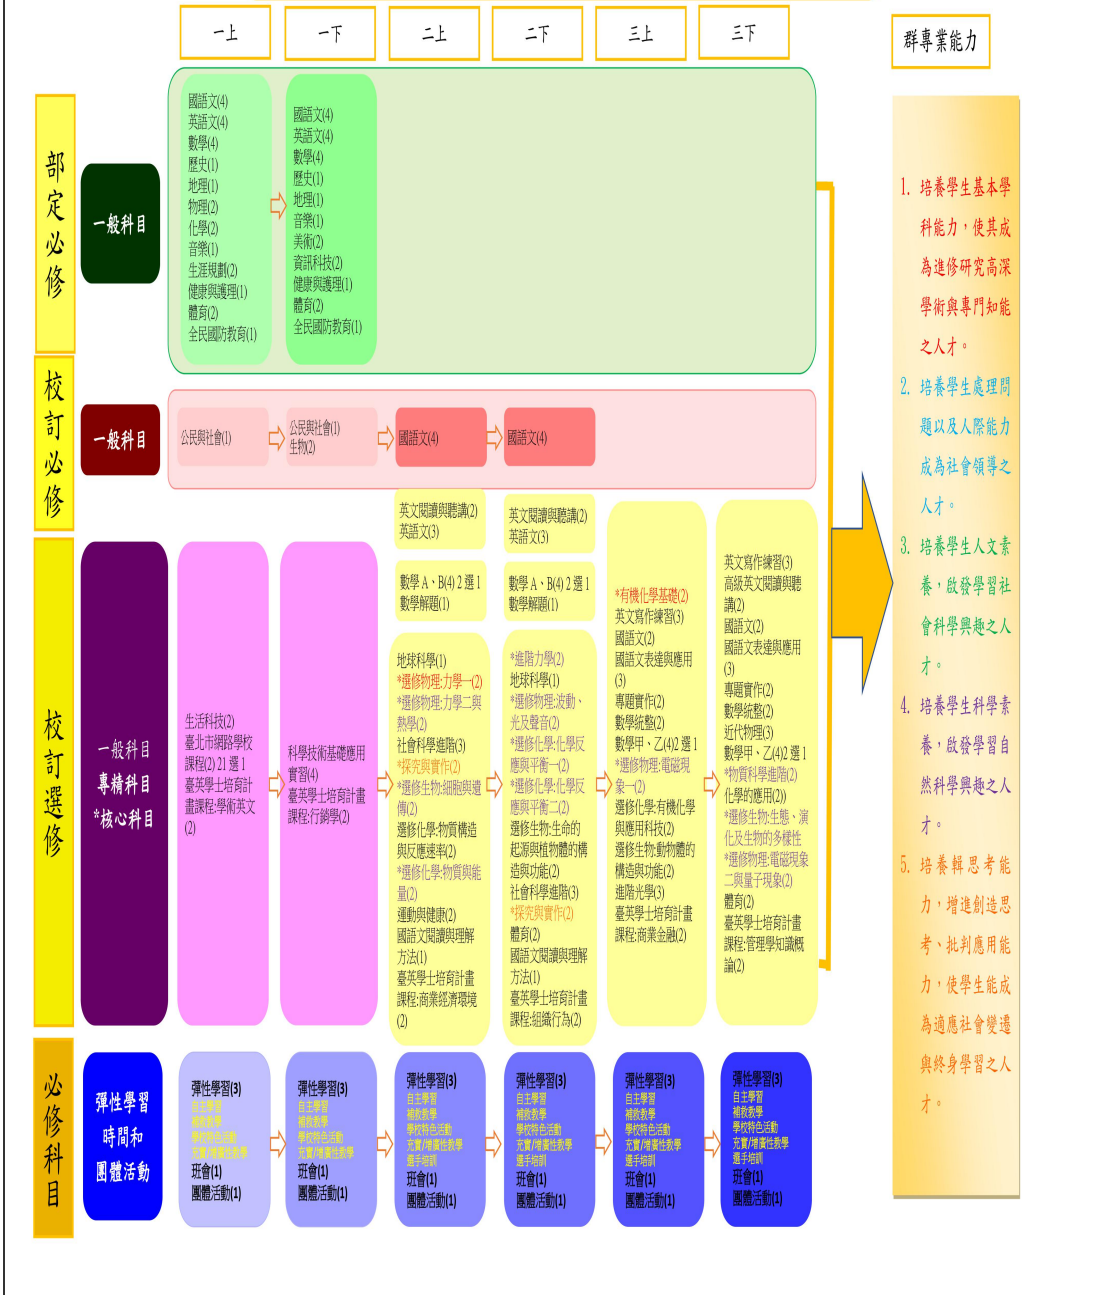 一上
一下
二上
二下
三上
三下
群專業能力
部定必修
一般科目
國語文(4)
英語文(4)
數學(4)
歷史(1)
地理(1)
物理(2)
化學(2)
音樂(1)
生涯規劃(2)
健康與護理(1)
體育(2)
全民國防教育(1)
國語文(4)
英語文(4)
數學(4)
歷史(1)
地理(1)
音樂(1)
美術(2)
資訊科技(2)
健康與護理(1)
體育(2)
全民國防教育(1)
校訂必修
一般科目
公民與社會(1)
公民與社會(1)
生物(2)
國語文(4)
國語文(4)
校訂選修
一般科目
專精科目
*核心科目
生活科技(2)
臺北市網路學校
課程(2) 21 選 1
臺英學士培育計
畫課程:學術英文
(2)
科學技術基礎應用
實習(4)
臺英學士培育計畫
課程:行銷學(2)
英文閱讀與聽講(2)
英語文(3)
數學 A、B(4) 2 選 1
數學解題(1)
地球科學(1)
*選修物理:力學一(2)
*選修物理:力學二與
熱學(2)
社會科學進階(3)
*探究與實作(2)
*選修生物:細胞與遺
傳(2)
選修化學:物質構造
與反應速率(2)
*選修化學:物質與能
量(2)
運動與健康(2)
國語文閱讀與理解
方法(1)
臺英學士培育計畫
課程:商業經濟環境
(2)
英文閱讀與聽講(2)
英語文(3)
數學 A、B(4) 2 選 1
數學解題(1)
*進階力學(2)
地球科學(1)
*選修物理:波動、
光及聲音(2)
*選修化學:化學反
應與平衡一(2)
*選修化學:化學反
應與平衡二(2)
選修生物:生命的
起源與植物體的構
造與功能(2)
社會科學進階(3)
*探究與實作(2)
體育(2)
國語文閱讀與理解
方法(1)
臺英學士培育計畫
課程:組織行為(2)
*有機化學基礎(2)
英文寫作練習(3)
國語文(2)
國語文表達與應用
(3)
專題實作(2)
數學統整(2)
數學甲、乙(4)2 選 1
*選修物理:電磁現
象一(2)
選修化學:有機化學
與應用科技(2)
選修生物:動物體的
構造與功能(2)
進階光學(3)
臺英學士培育計畫
課程:商業金融(2)
英文寫作練習(3)
高級英文閱讀與聽
講(2)
國語文(2)
國語文表達與應用
(3)
專題實作(2)
數學統整(2)
近代物理(3)
數學甲、乙(4)2 選 1
*物質科學進階(2)
化學的應用(2))
*選修生物:生態、演
化及生物的多樣性
*選修物理:電磁現象
二與量子現象(2)
體育(2)
臺英學士培育計畫
課程:管理學知識概
論(2)
必修科目
彈性學習
時間和
團體活動
彈性學習(3)
自主學習
補救教學
學校特色活動
充實/增廣性教學
班會(1)
團體活動(1)
彈性學習(3)
自主學習
補救教學
學校特色活動
充實/增廣性教學
班會(1)
團體活動(1)
彈性學習(3)
自主學習
補救教學
學校特色活動
充實/增廣性教學
選手培訓
班會(1)
團體活動(1)
彈性學習(3)
自主學習
補救教學
學校特色活動
充實/增廣性教學
選手培訓
班會(1)
團體活動(1)
彈性學習(3)
自主學習
補救教學
學校特色活動
充實/增廣性教學
選手培訓
班會(1)
團體活動(1)
彈性學習(3)
自主學習
補救教學
學校特色活動
充實/增廣性教學
選手培訓
班會(1)
團體活動(1)
1. 培養學生基本學
科能力，使其成
為進修研究高深
學術與專門知能
之人才。
2. 培養學生處理問
題以及人際能力
成為社會領導之
人才。
3. 培養學生人文素
養，啟發學習社
會科學興趣之人
才。
4. 培養學生科學素
養，啟發學習自
然科學興趣之人
才。
5. 培養輯思考能
力，增進創造思
考、批判應用能
力，使學生能成
為適應社會變遷
與終身學習之人
才。